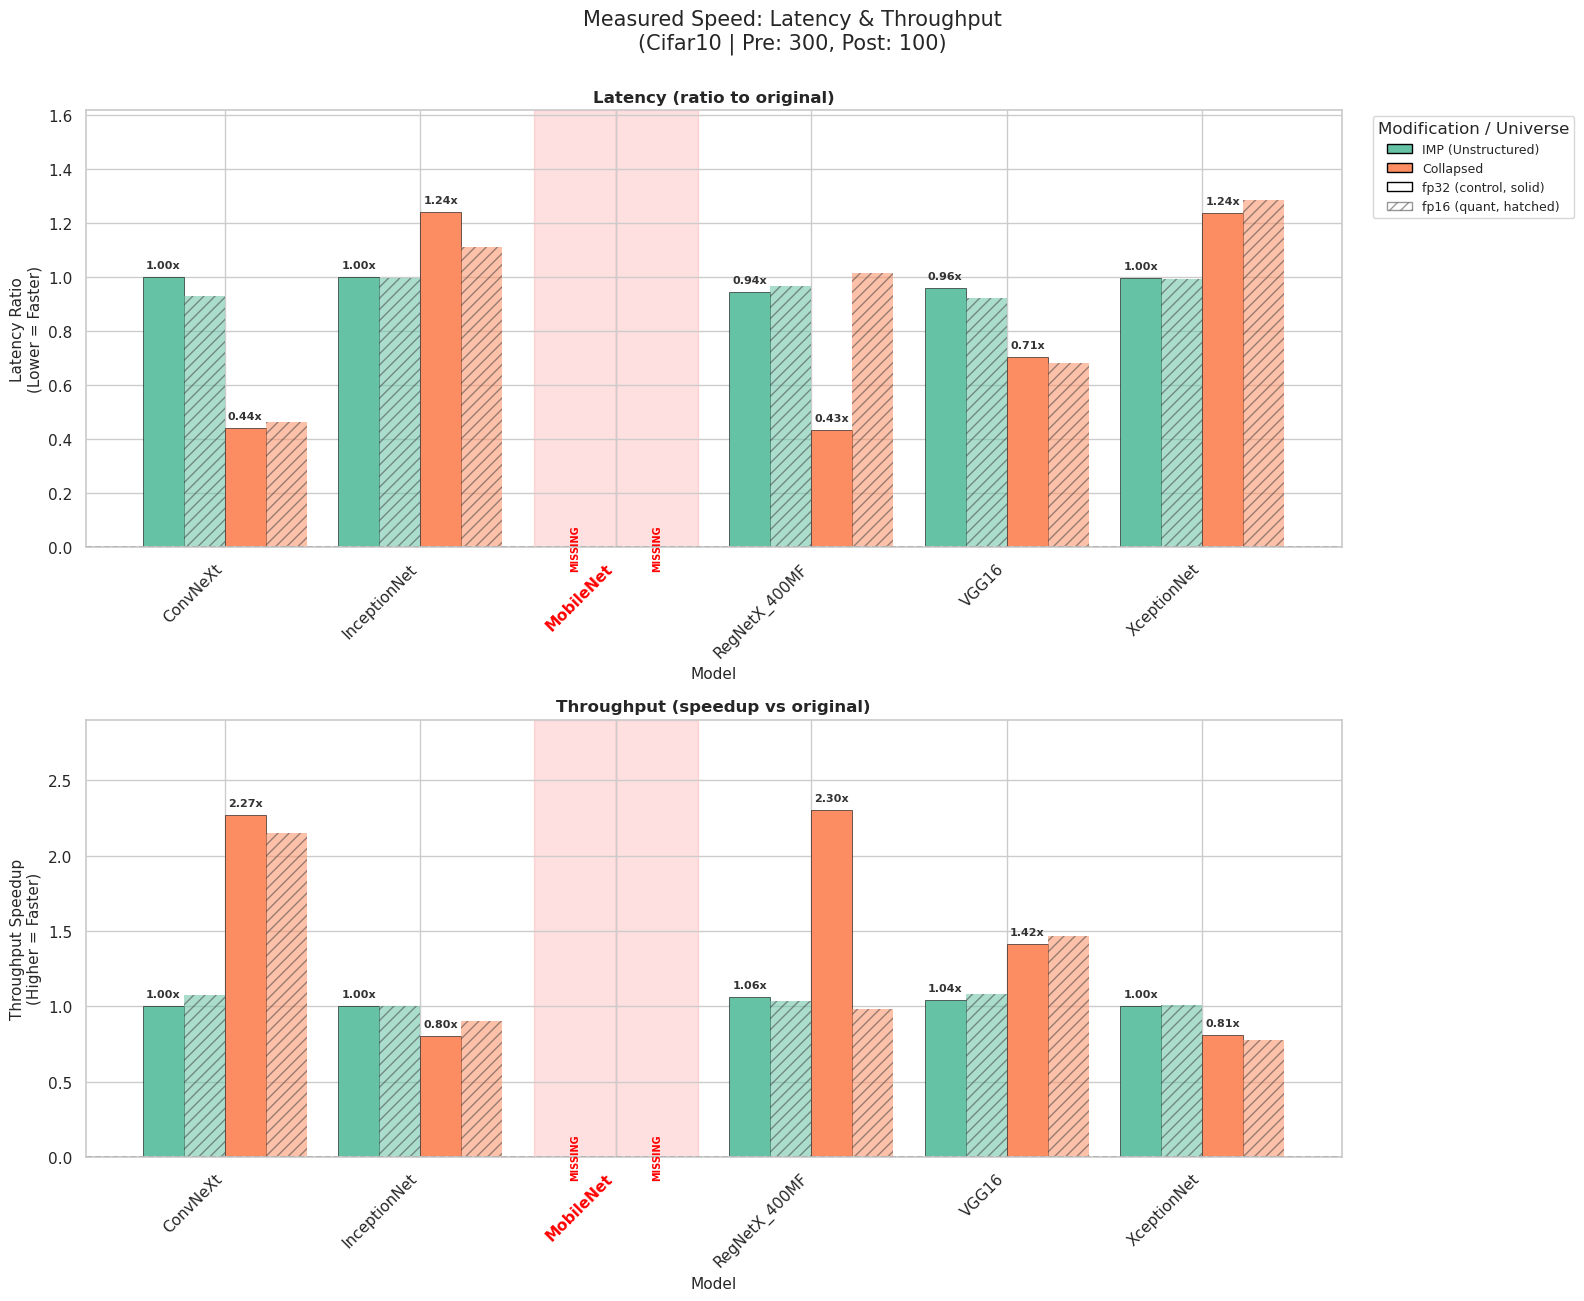 Measured Speed: Latency & Throughput
(Cifar10 | Pre: 300, Post: 100)
Latency (ratio to original)
Latency Ratio
(Lower = Faster)
1.6
1.4
1.2
1.0
0.8
0.6
0.4
0.2
0.0
1.00x
0.44x
1.00x
1.24x
MISSING
MISSING
0.94x
0.43x
0.96x
0.71x
1.00x
1.24x
ConvNeXt
InceptionNet
MobileNet
RegNetX_400MF
VGG16
XceptionNet
Model
Modification / Universe
IMP (Unstructured)
Collapsed
fp32 (control, solid)
fp16 (quant, hatched)
Throughput (speedup vs original)
Throughput Speedup
(Higher = Faster)
2.5
2.0
1.5
1.0
0.5
0.0
1.00x
2.27x
1.00x
0.80x
MISSING
MISSING
1.06x
2.30x
1.04x
1.42x
1.00x
0.81x
ConvNeXt
InceptionNet
MobileNet
RegNetX_400MF
VGG16
XceptionNet
Model